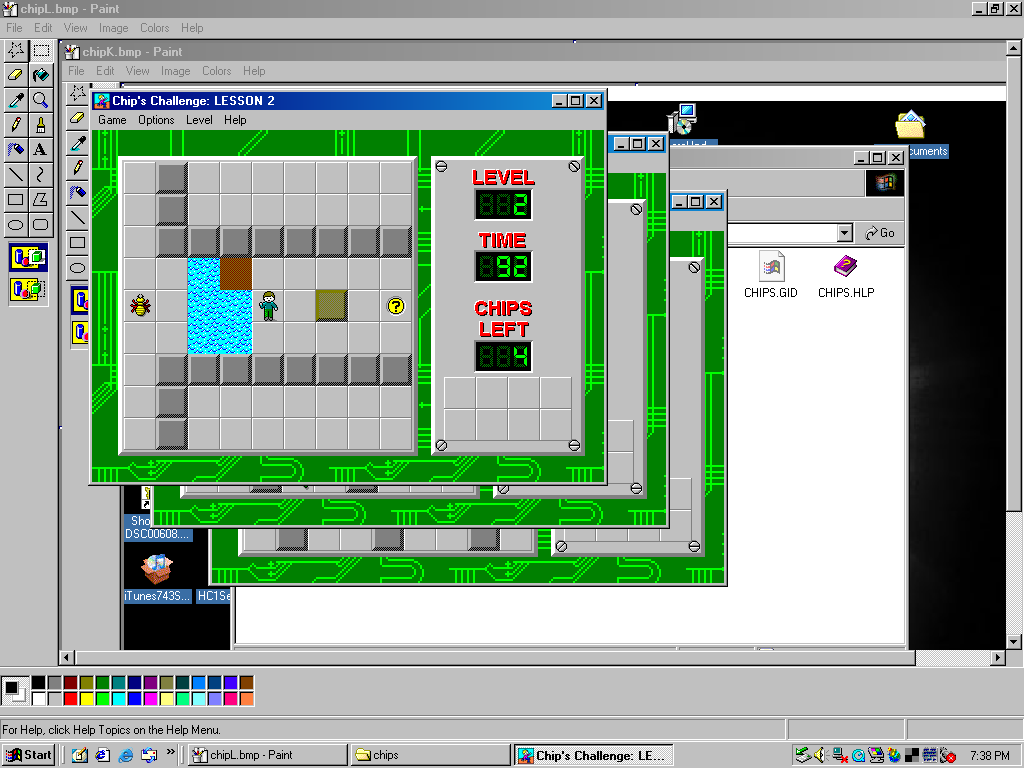 chipL.bmp - Paint
File Edit View Image Colors Help
chipK.bmp - Paint
File Edit View Image Colors Help
Chip's Challenge: LESSON 2
Game Options Level Help
LEVEL
2
TIME
92
CHIPS
LEFT
4
?
A
cuments
Go
CHIPS.GID
CHIPS.HLP
Sho
DSC00608....
iTunes743S...
HC1Se
For Help, click Help Topics on the Help Menu.
Start
»
chipL.bmp - Paint
chips
Chip's Challenge: LE...
7:38 PM